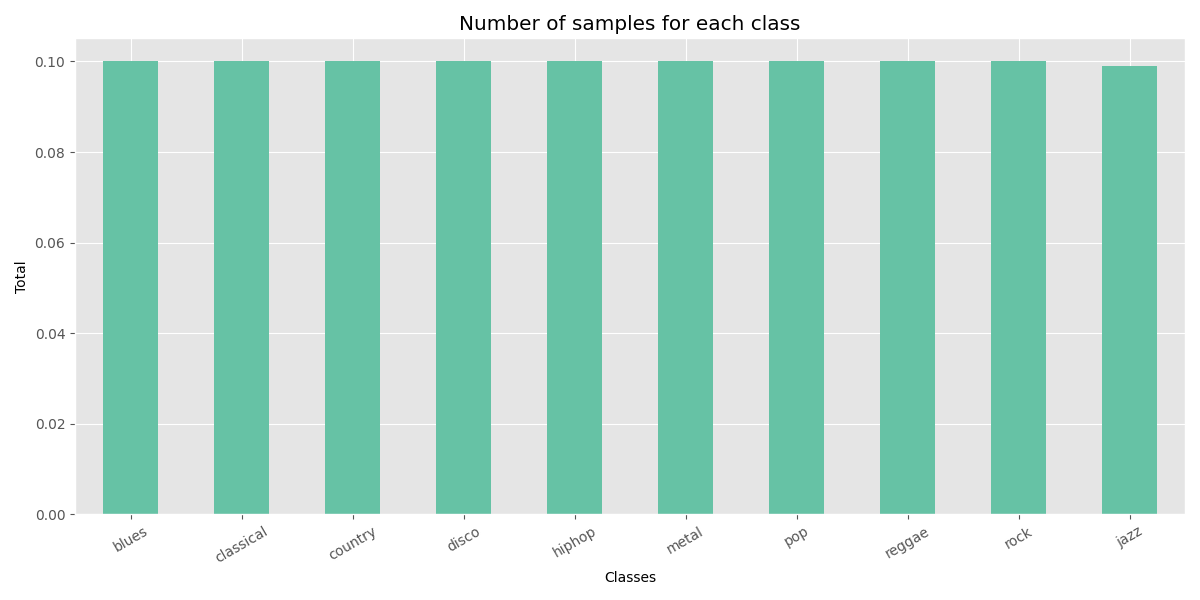 Number of samples for each class
Total
0.10
0.08
0.06
0.04
0.02
0.00
blues
classical
country
disco
hiphop
metal
pop
reggae
rock
jazz
Classes